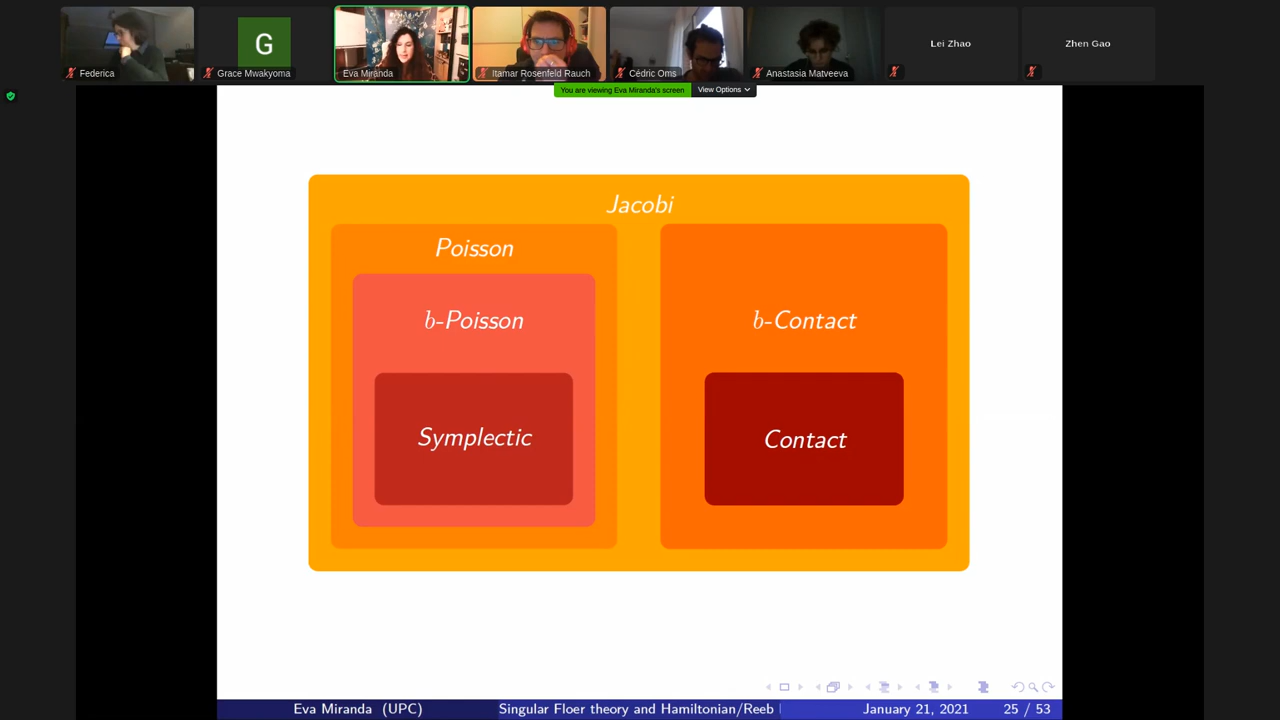 Federica
G
Grace Mwakyoma
Eva Miranda
Itamar Rosenfeld Rauch
Cédric Oms
Anastasia Matveeva
Lei Zhao
Zhen Gao
You are viewing Eva Miranda's screen
View Options
Jacobi
Poisson
b-Poisson
b-Contact
Symplectic
Contact
Eva Miranda (UPC)
Singular Floer theory and Hamiltonian/Reeb
January 21, 2021
25 / 53